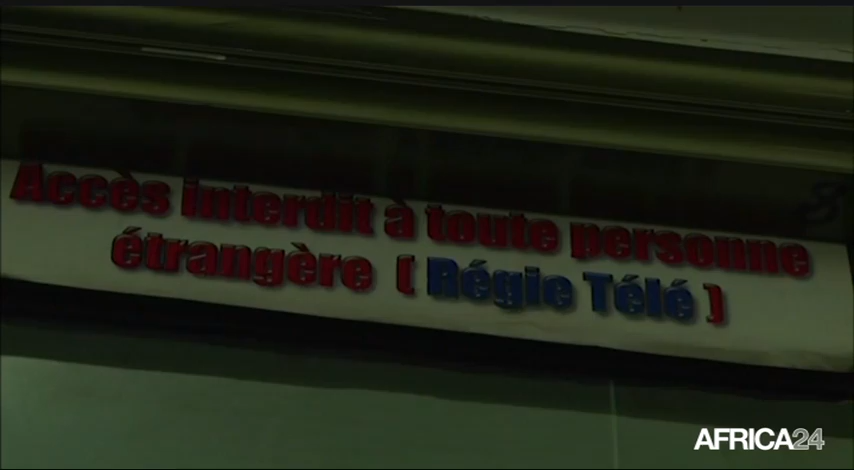 Accès interdit à toute personne
étrangère ( Régie Télé )
AFRICA24